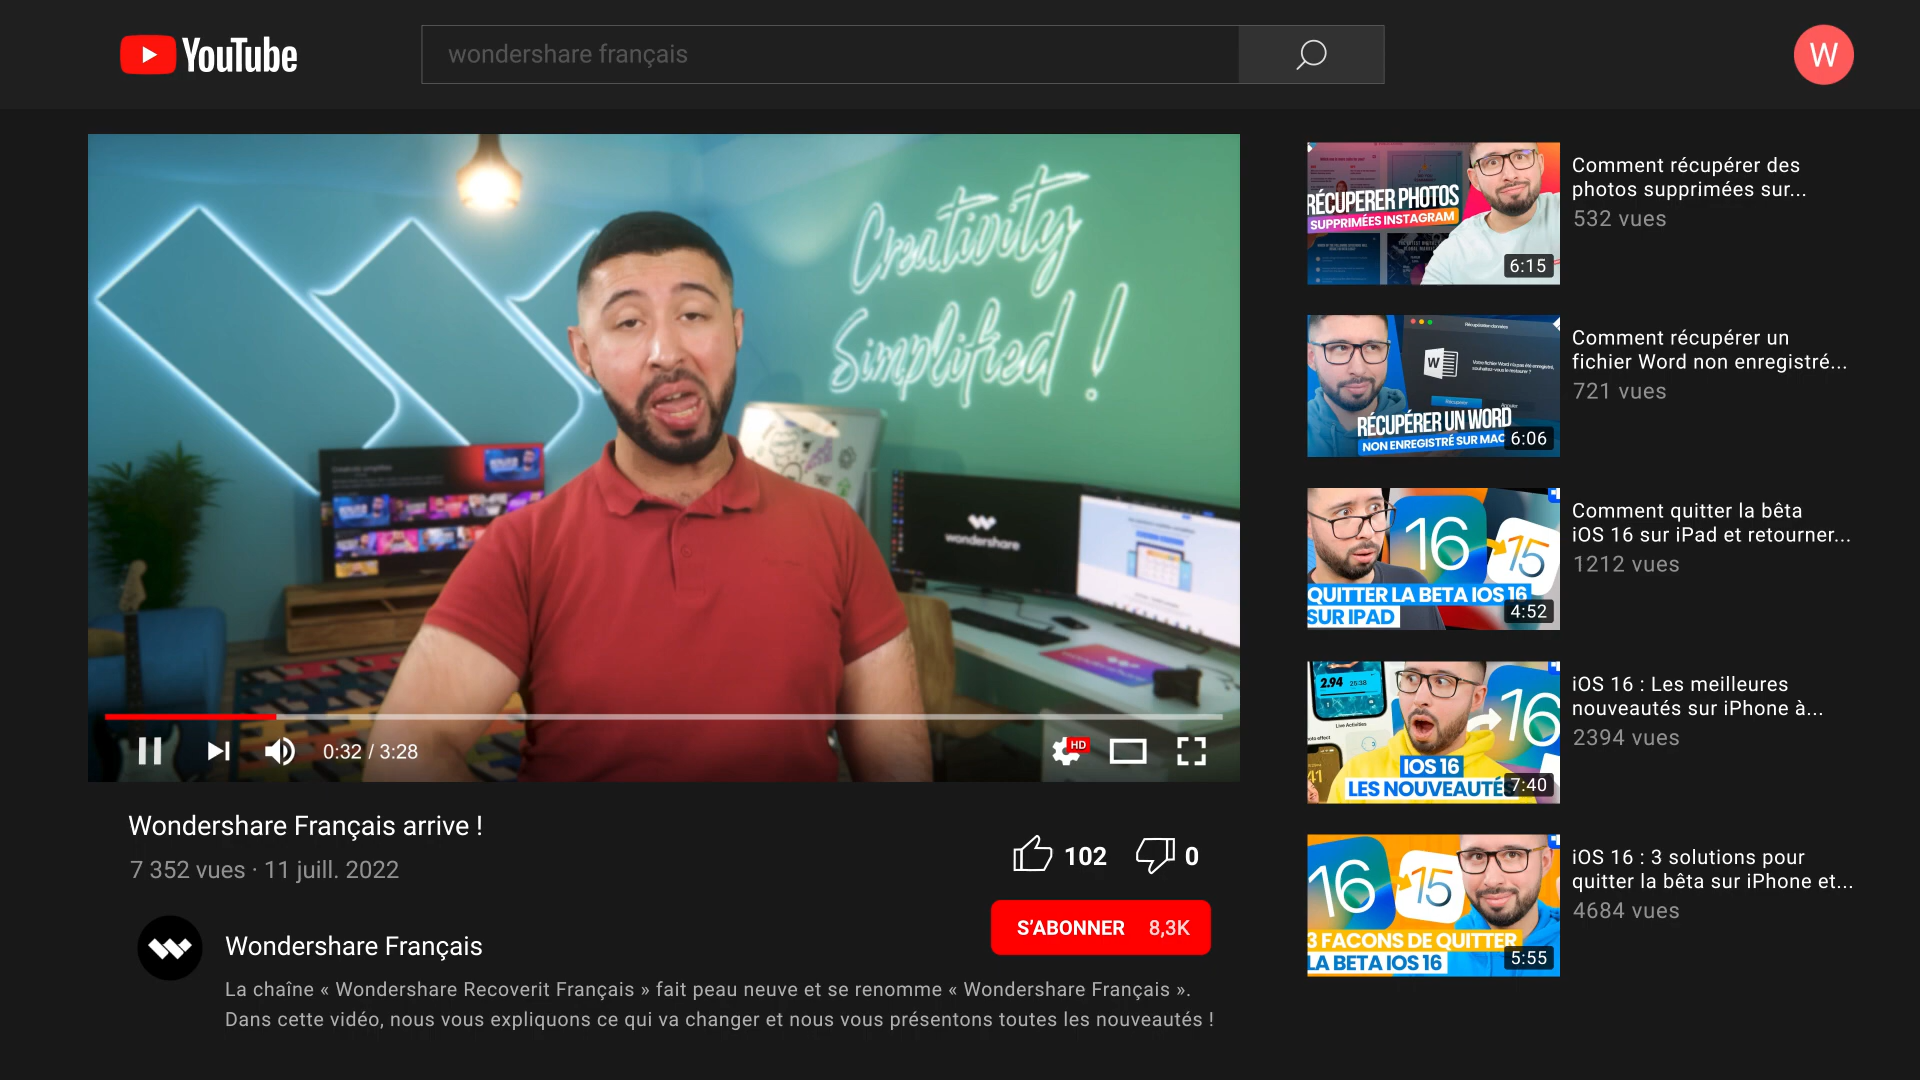 YouTube
wondershare français
W
Creativity
Simplified !
wondershare
0:32 / 3:28
HD
Wondershare Français arrive !
7 352 vues · 11 juill. 2022
102
0
S'ABONNER 8,3K
Wondershare Français
La chaîne « Wondershare Recoverit Français » fait peau neuve et se renomme « Wondershare Français ».
Dans cette vidéo, nous vous expliquons ce qui va changer et nous vous présentons toutes les nouveautés !
RÉCUPERER PHOTOS
SUPPRIMÉES INSTAGRAM
6:15
Comment récupérer des
photos supprimées sur...
532 vues
W
RÉCUPÉRER UN WORD
NON ENREGISTRÉ SUR MAC
6:06
Comment récupérer un
fichier Word non enregistré...
721 vues
16
15
QUITTER LA BETA IOS 16
SUR IPAD
4:52
Comment quitter la bêta
iOS 16 sur iPad et retourner...
1212 vues
2.94 25:38
Live Activities
16
IOS 16
LES NOUVEAUTÉS
7:40
iOS 16 : Les meilleures
nouveautés sur iPhone à...
2394 vues
16
15
3 FACONS DE QUITTER
LA BETA IOS 16
5:55
iOS 16 : 3 solutions pour
quitter la bêta sur iPhone et...
4684 vues